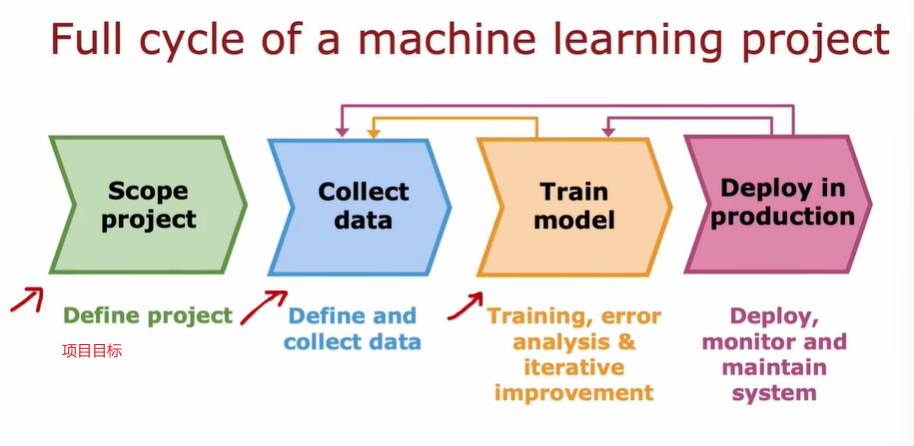 Full cycle of a machine learning project
Scope
project
Collect
data
Train
model
Deploy in
production
Define project
项目目标
Define and
collect data
Training, error
analysis &
iterative
improvement
Deploy,
monitor and
maintain
system